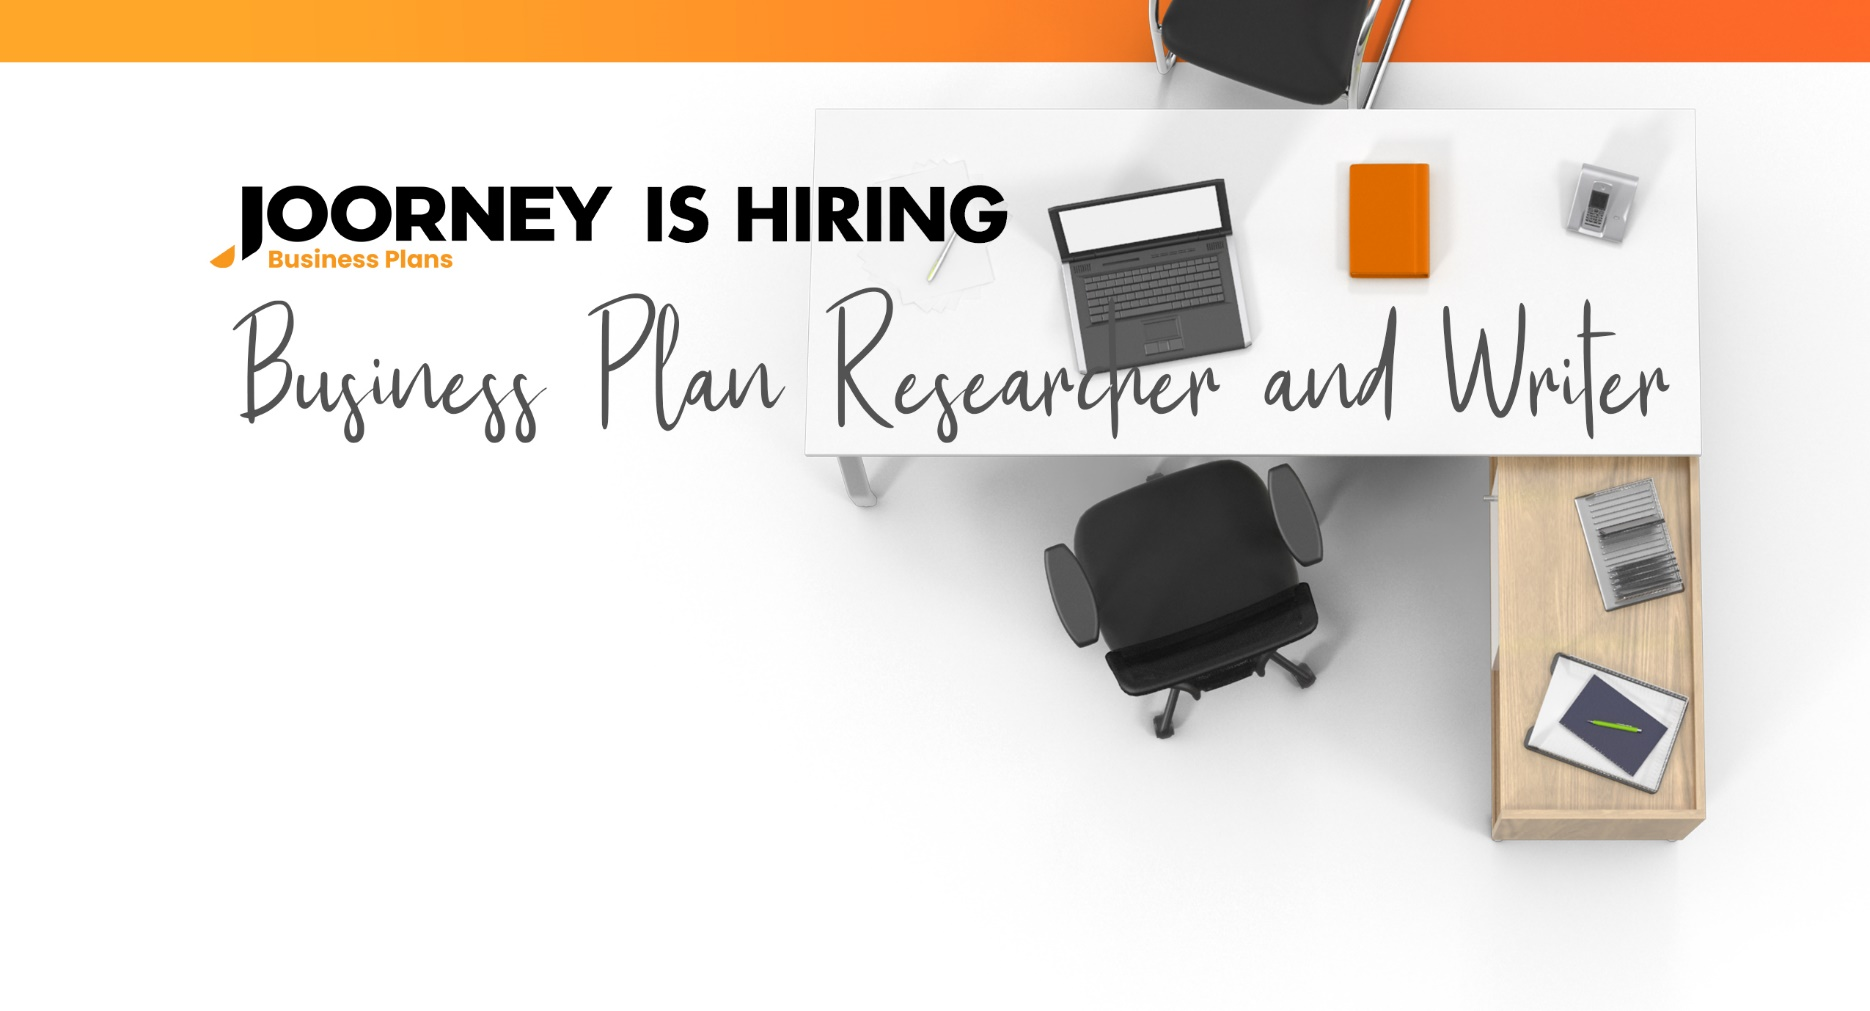 JOORNEY IS HIRING
Business Plans
Business Plan Researcher and Writer